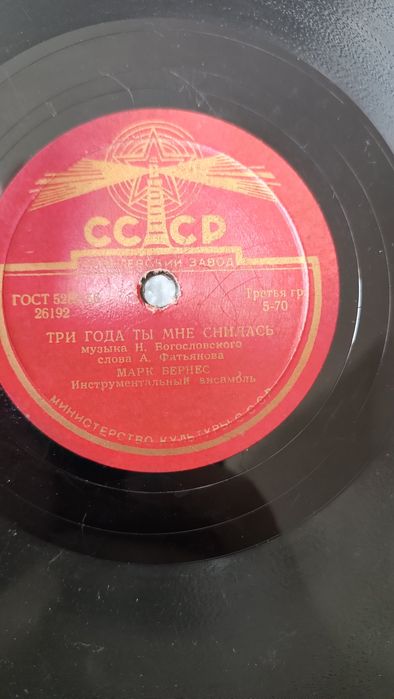 СССР
ЗАВОД
ГОСТ
26192
Третья гр.
5-70
ТРИ ГОДА ТЫ МНЕ СНИЛАСЬ
музыка Н. Богословского
слова А. Фатьянова
МАРК БЕРНЕС
Инструментальный ансамбль
МИНИСТЕРСТВО КУЛЬТУРЫ СССР